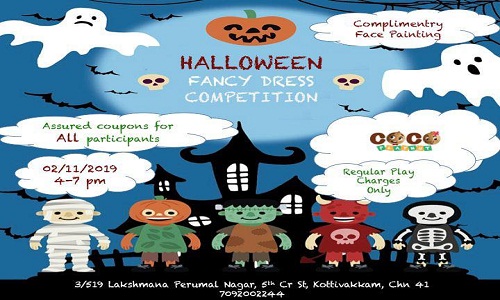 Complimentry
Face Painting
HALLOWEEN
FANCY DRESS
COMPETITION
Assured coupons for
All participants
COCO
02/11/2019
4-7 pm
Regular Play
Charges
Only
3/519 Lakshmana Perumal Nagar, 5th Cr St, Kottivakkam, Chn 41
7092002244